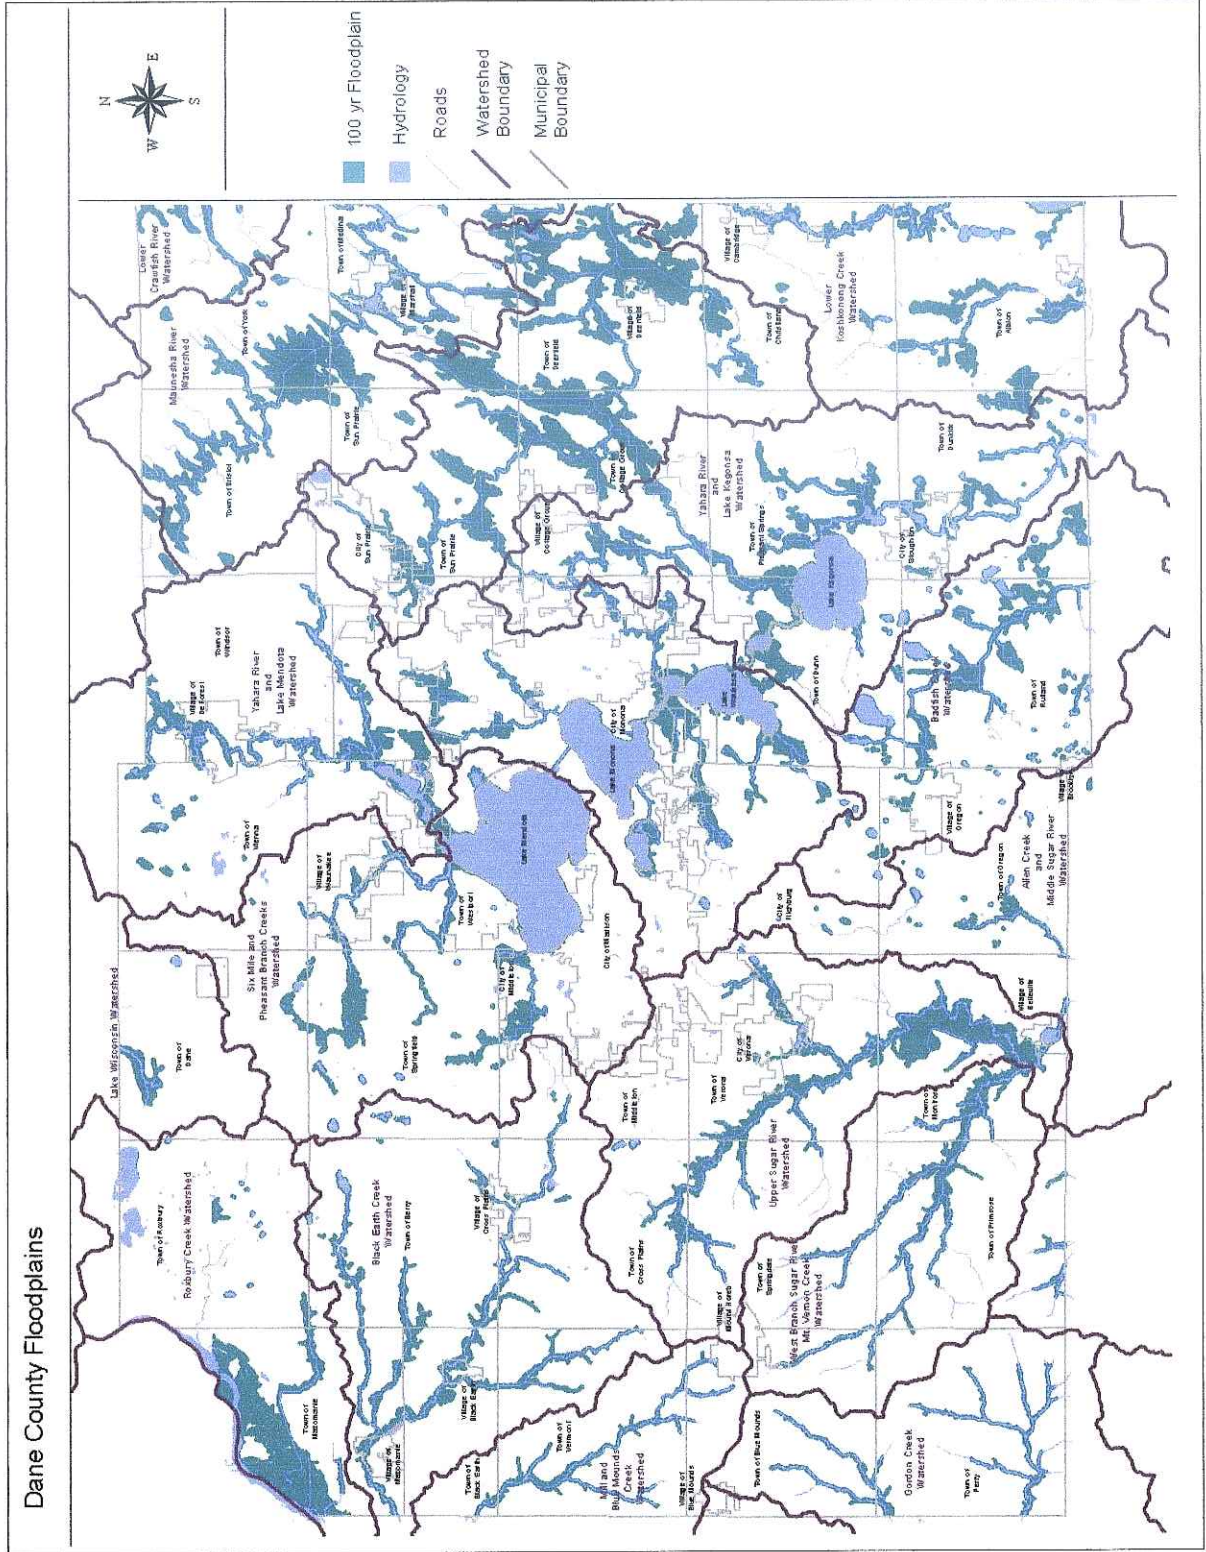 Dane County Floodplains
N
W
E
S
100 yr Floodplain
Hydrology
Roads
Watershed
Boundary
Municipal
Boundary
Lake Wisconsin Watershed
Town of Roxbury
Roxbury Creek Watershed
Town of
Dane
Six Mile and
Pheasant Branch Creeks
Watershed
Town of
Vienna
Village of
De Forest
Town of
Windsor
Yahara River
and
Lake Mendota
Watershed
Town of Bristol
Maunesha River
Watershed
Town of York
Lower
Crawfish River
Watershed
Town of
Mazomanie
Village of
Mazomanie
Black Earth Creek
Watershed
Town of Berry
Town of
Springfield
Village of
Waunakee
Town of
Westport
City of
Sun Prairie
Town of
Sun Prairie
Town of
Sun Prairie
Town of Medina
Village of
Marshall
Town of
Black Earth
Village of
Black Earth
Village of
Cross Plains
City of
Middleton
Lake Mendota
City of Madison
Lake Monona
City of
Monona
Village of
Cottage Grove
Town of
Cottage Grove
Town of
Deerfield
Village of
Deerfield
Town of
Vermont
Mill and
Blue Mounds
Creek
Watershed
Town of
Cross Plains
Town of
Middleton
Village of
Blue Mounds
Village of
Mount Horeb
Town of Blue Mounds
Town of
Springdale
Upper Sugar River
Watershed
Town of
Verona
City of
Verona
City of
Fitchburg
Lake
Waubesa
Town of Dunn
Lake Kegonsa
Town of
Pleasant Springs
Yahara River
and
Lake Kegonsa
Watershed
Town of
Christiana
Village of
Cambridge
Lower
Koshkonong Creek
Watershed
West Branch Sugar River
Mt. Vernon Creek
Watershed
Gordon Creek
Watershed
Town of
Perry
Town of Primrose
Town of
Montrose
Village of
Belleville
Town of Oregon
Village of
Oregon
Allen Creek
and
Middle Sugar River
Watershed
Village of
Brooklyn
Badfish Creek
Watershed
Town of
Rutland
City of
Stoughton
Town of
Dunkirk
Town of
Albion